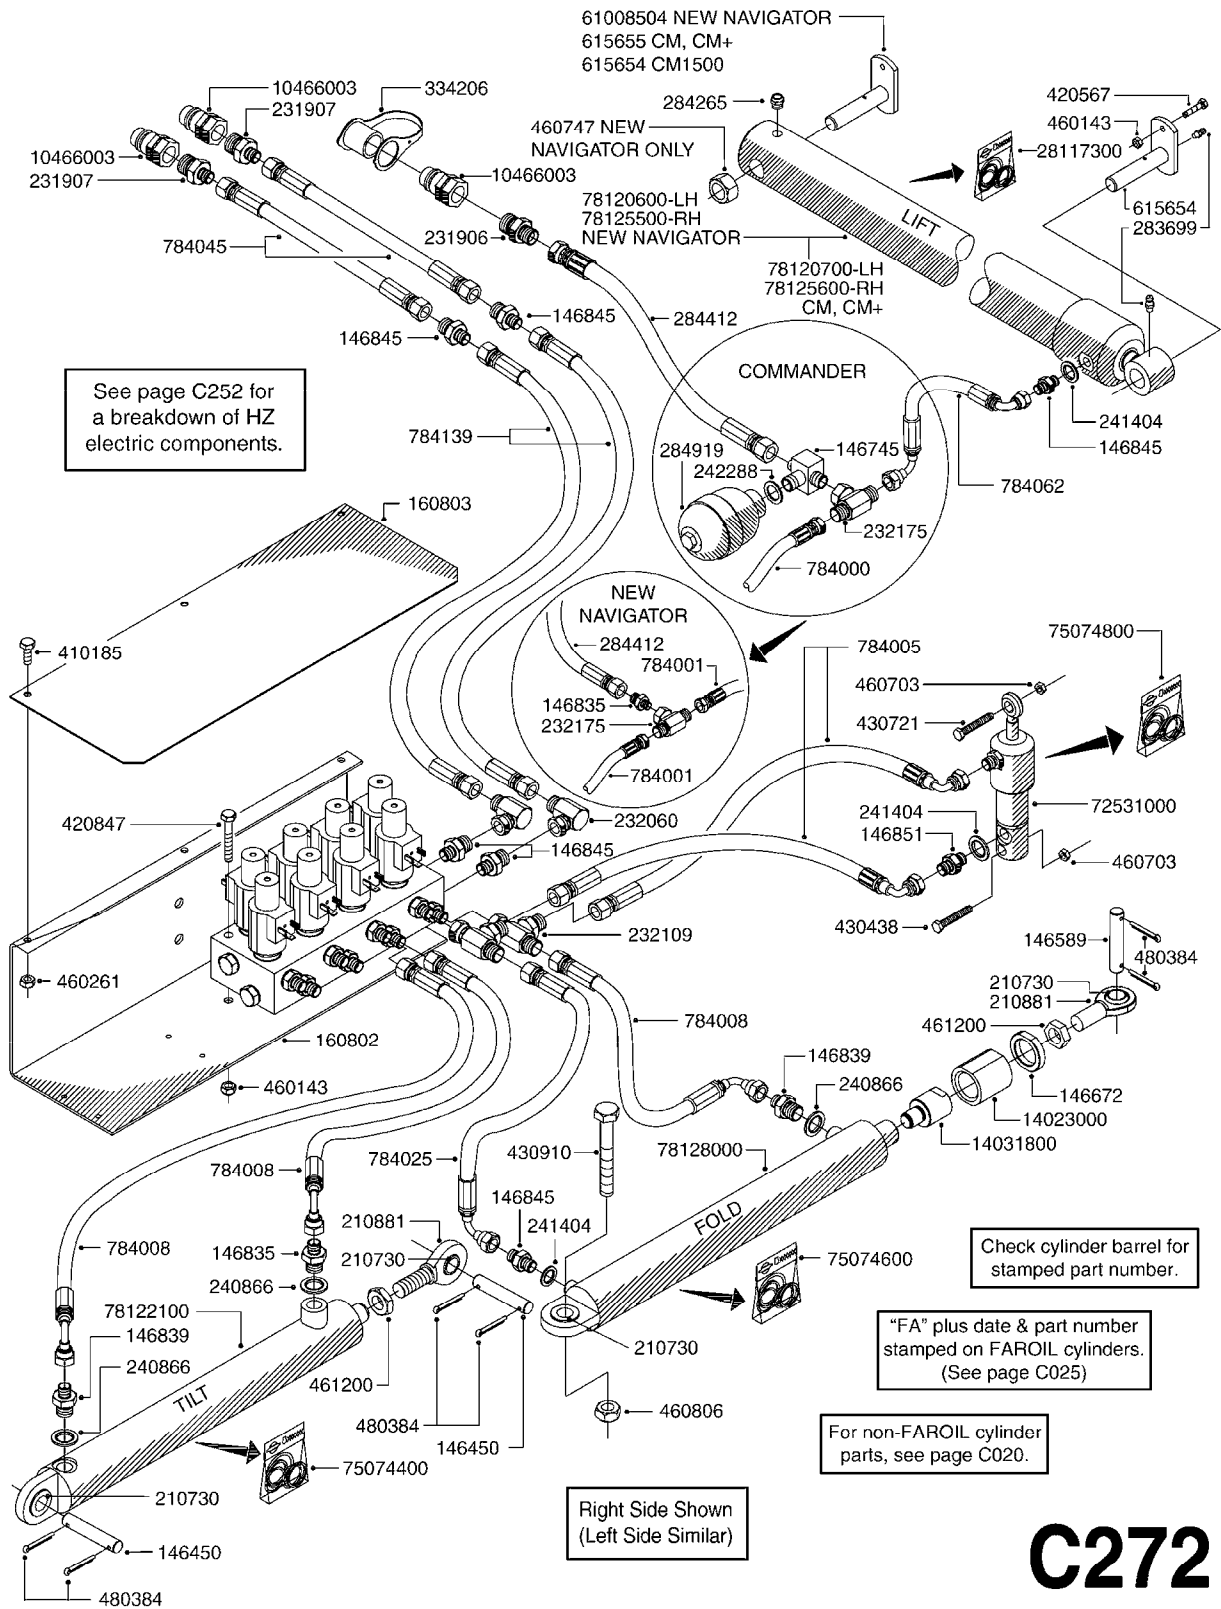 61008504 NEW NAVIGATOR
615655 CM, CM+
615654 CM1500
10466003
231907
334206
284265
420567
460143
28117300
460747 NEW
NAVIGATOR ONLY
10466003
231907
10466003
78120600-LH
78125500-RH
NEW NAVIGATOR
LIFT
615654
283699
784045
231906
78120700-LH
78125600-RH
CM, CM+
146845
146845
284412
See page C252 for
a breakdown of HZ
electric components.
COMMANDER
241404
146845
784139
284919
242288
146745
784062
160803
232175
784000
NEW
NAVIGATOR
284412
784001
146835
232175
784001
410185
784005
75074800
460703
430721
420847
232060
146845
241404
146851
72531000
460703
430438
232109
146589
480384
460261
210730
210881
461200
784008
160802
460143
146839
240866
146672
14023000
14031800
784008
784025
430910
78128000
146845
241404
FOLD
784008
210881
210730
146835
240866
75074600
Check cylinder barrel for
stamped part number.
78122100
146839
240866
TILT
461200
210730
"FA" plus date & part number
stamped on FAROIL cylinders.
(See page C025)
480384
146450
460806
For non-FAROIL cylinder
parts, see page C020.
75074400
210730
Right Side Shown
(Left Side Similar)
146450
480384
C272